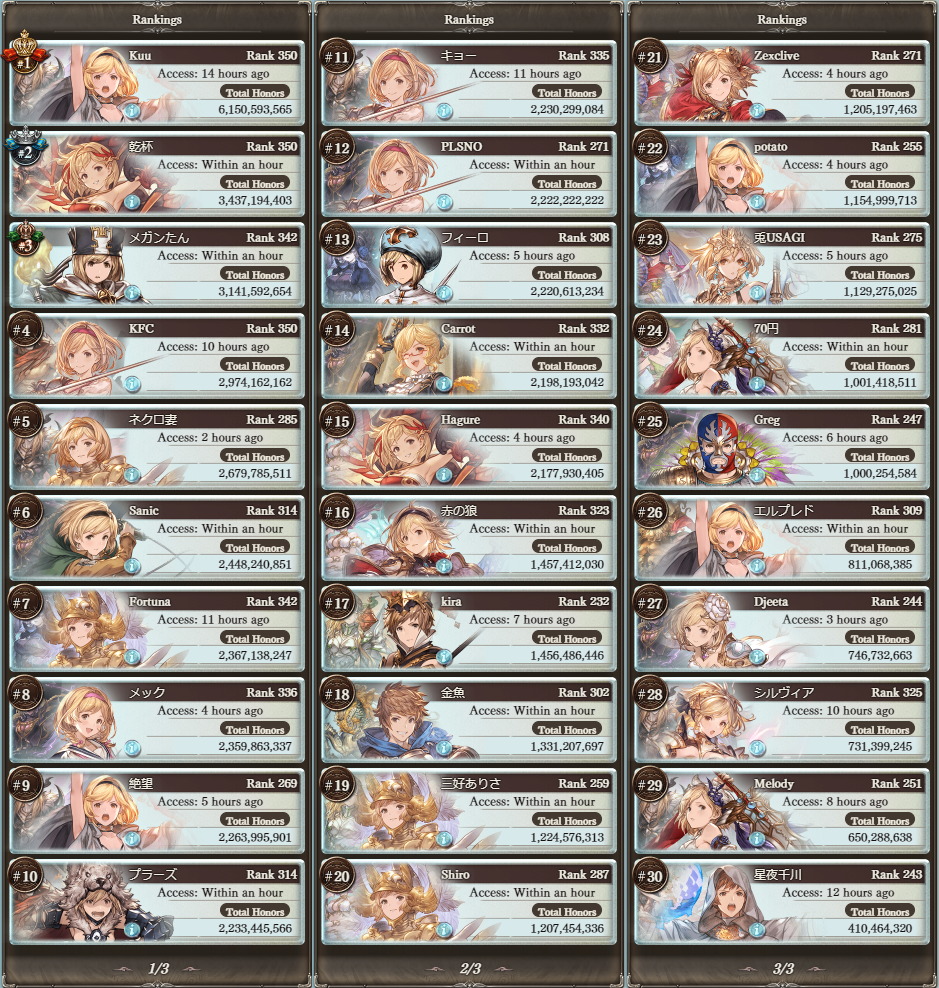 Rankings
#1
Kuu Rank 350
Access: 14 hours ago
Total Honors
6,150,593,565
#2
乾杯 Rank 350
Access: Within an hour
Total Honors
3,437,194,403
#3
メガンたん Rank 342
Access: Within an hour
Total Honors
3,141,592,654
#4
KFC Rank 350
Access: 10 hours ago
Total Honors
2,974,162,162
#5
ネクロ妻 Rank 285
Access: 2 hours ago
Total Honors
2,679,785,511
#6
Sanic Rank 314
Access: Within an hour
Total Honors
2,448,240,851
#7
Fortuna Rank 342
Access: 11 hours ago
Total Honors
2,367,138,247
#8
メック Rank 336
Access: 4 hours ago
Total Honors
2,359,863,337
#9
絶望 Rank 269
Access: 5 hours ago
Total Honors
2,263,995,901
#10
プラーズ Rank 314
Access: Within an hour
Total Honors
2,233,445,566
1/3
Rankings
#11
キョー Rank 335
Access: 11 hours ago
Total Honors
2,230,299,084
#12
PLSNO Rank 271
Access: Within an hour
Total Honors
2,222,222,222
#13
フィーロ Rank 308
Access: 5 hours ago
Total Honors
2,220,613,234
#14
Carrot Rank 332
Access: Within an hour
Total Honors
2,198,193,042
#15
Hagure Rank 340
Access: 4 hours ago
Total Honors
2,177,930,405
#16
赤の狼 Rank 323
Access: Within an hour
Total Honors
1,457,412,030
#17
kira Rank 232
Access: 7 hours ago
Total Honors
1,456,486,446
#18
金魚 Rank 302
Access: Within an hour
Total Honors
1,331,207,697
#19
三好ありさ Rank 259
Access: Within an hour
Total Honors
1,224,576,313
#20
Shiro Rank 287
Access: Within an hour
Total Honors
1,207,454,336
2/3
Rankings
#21
Zexclive Rank 271
Access: 4 hours ago
Total Honors
1,205,197,463
#22
potato Rank 255
Access: 4 hours ago
Total Honors
1,154,999,713
#23
兎USAGI Rank 275
Access: 5 hours ago
Total Honors
1,129,275,025
#24
70円 Rank 281
Access: Within an hour
Total Honors
1,001,418,511
#25
Greg Rank 247
Access: 6 hours ago
Total Honors
1,000,254,584
#26
エルブレド Rank 309
Access: Within an hour
Total Honors
811,068,385
#27
Djeeta Rank 244
Access: 3 hours ago
Total Honors
746,732,663
#28
シルヴィア Rank 325
Access: 10 hours ago
Total Honors
731,399,245
#29
Melody Rank 251
Access: 8 hours ago
Total Honors
650,288,638
#30
星夜千川 Rank 243
Access: 12 hours ago
Total Honors
410,464,320
3/3